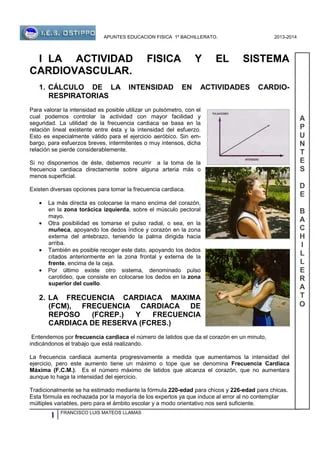 I.E.S. OSTIPPO
APUNTES EDUCACION FISICA 1º BACHILLERATO. 2013-2014
I LA ACTIVIDAD FISICA Y EL SISTEMA
CARDIOVASCULAR.
1. CÁLCULO DE LA INTENSIDAD EN ACTIVIDADES CARDIO-
RESPIRATORIAS
Para valorar la intensidad es posible utilizar un pulsómetro, con el
cual podemos controlar la actividad con mayor facilidad y
seguridad. La utilidad de la frecuencia cardiaca se basa en la
relación lineal existente entre ésta y la intensidad del esfuerzo.
Esto es especialmente válido para el ejercicio aeróbico. Sin em-
bargo, para esfuerzos breves, intermitentes o muy intensos, dicha
relación se pierde considerablemente.
PULSACIONES
INTENSIDAD
Si no disponemos de éste, debemos recurrir a la toma de la
frecuencia cardiaca directamente sobre alguna arteria más o
menos superficial.
Existen diversas opciones para tomar la frecuencia cardiaca.
• La más directa es colocarse la mano encima del corazón,
en la zona torácica izquierda, sobre el músculo pectoral
mayo.
• Otra posibilidad es tomarse el pulso radial, o sea, en la
muñeca, apoyando los dedos índice y corazón en la zona
externa del antebrazo, teniendo la palma dirigida hacia
arriba.
• También es posible recoger este dato, apoyando los dedos
citados anteriormente en la zona frontal y externa de la
frente, encima de la ceja.
• Por último existe otro sistema, denominado pulso
carotídeo, que consiste en colocarse los dedos en la zona
superior del cuello.
2. LA FRECUENCIA CARDIACA MAXIMA
(FCM), FRECUENCIA CARDIACA DE
REPOSO (FCREP.) Y FRECUENCIA
CARDIACA DE RESERVA (FCRES.)
Entendemos por frecuencia cardiaca el número de latidos que da el corazón en un minuto,
indicándonos el trabajo que está realizando.
La frecuencia cardiaca aumenta progresivamente a medida que aumentamos la intensidad del
ejercicio, pero este aumento tiene un máximo o tope que se denomina Frecuencia Cardiaca
Máxima (F.C.M.). Es el número máximo de latidos que alcanza el corazón, que no aumentara
aunque lo haga la intensidad del ejercicio.
Tradicionalmente se ha estimado mediante la fórmula 220-edad para chicos y 226-edad para chicas.
Esta fórmula es rechazada por la mayoría de los expertos ya que induce al error al no contemplar
múltiples variables, pero para el ámbito escolar y a modo orientativo nos será suficiente.
1 FRANCISCO LUIS MATEOS LLAMAS
A
P
U
N
T
E
S
D
E
B
A
C
H
I
L
L
E
R
A
T
O